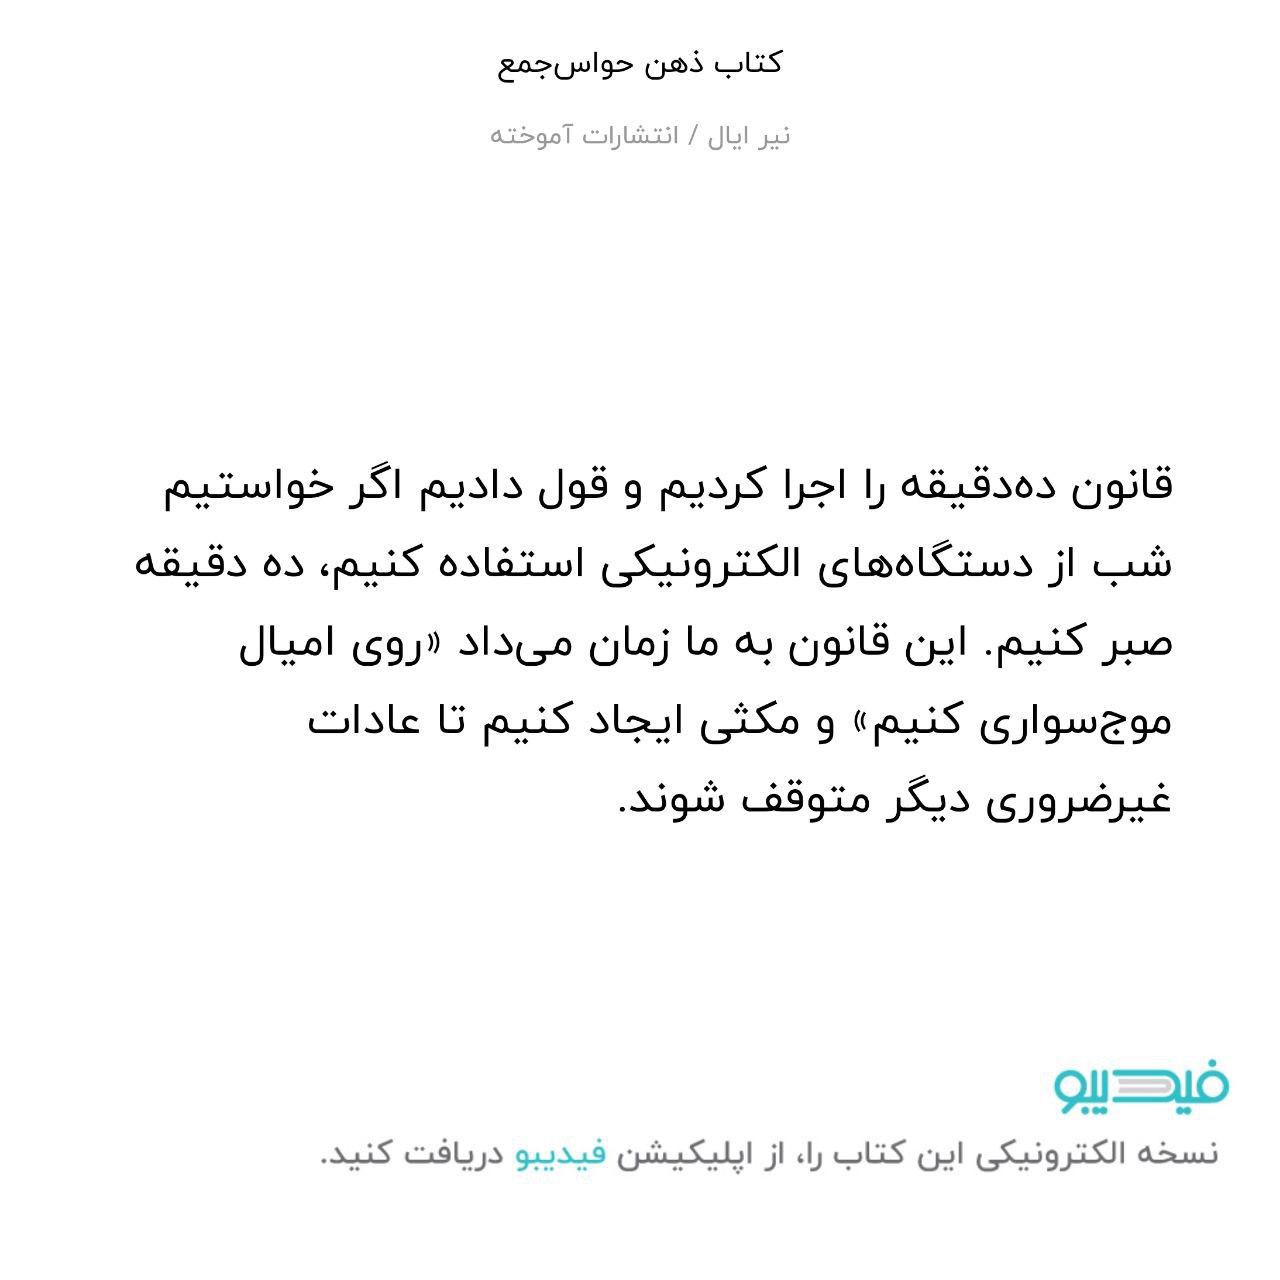 کتاب ذهن حواس‌جمع
نیر ایال / انتشارات آموخته
قانون ده‌دقیقه را اجرا کردیم و قول دادیم اگر خواستیم
شب از دستگاه‌های الکترونیکی استفاده کنیم، ده دقیقه
صبر کنیم. این قانون به ما زمان می‌داد «روی امیال
موج‌سواری کنیم» و مکثی ایجاد کنیم تا عادات
غیرضروری دیگر متوقف شوند.
فیدیبو
نسخه الکترونیکی این کتاب را، از اپلیکیشن فیدیبو دریافت کنید.